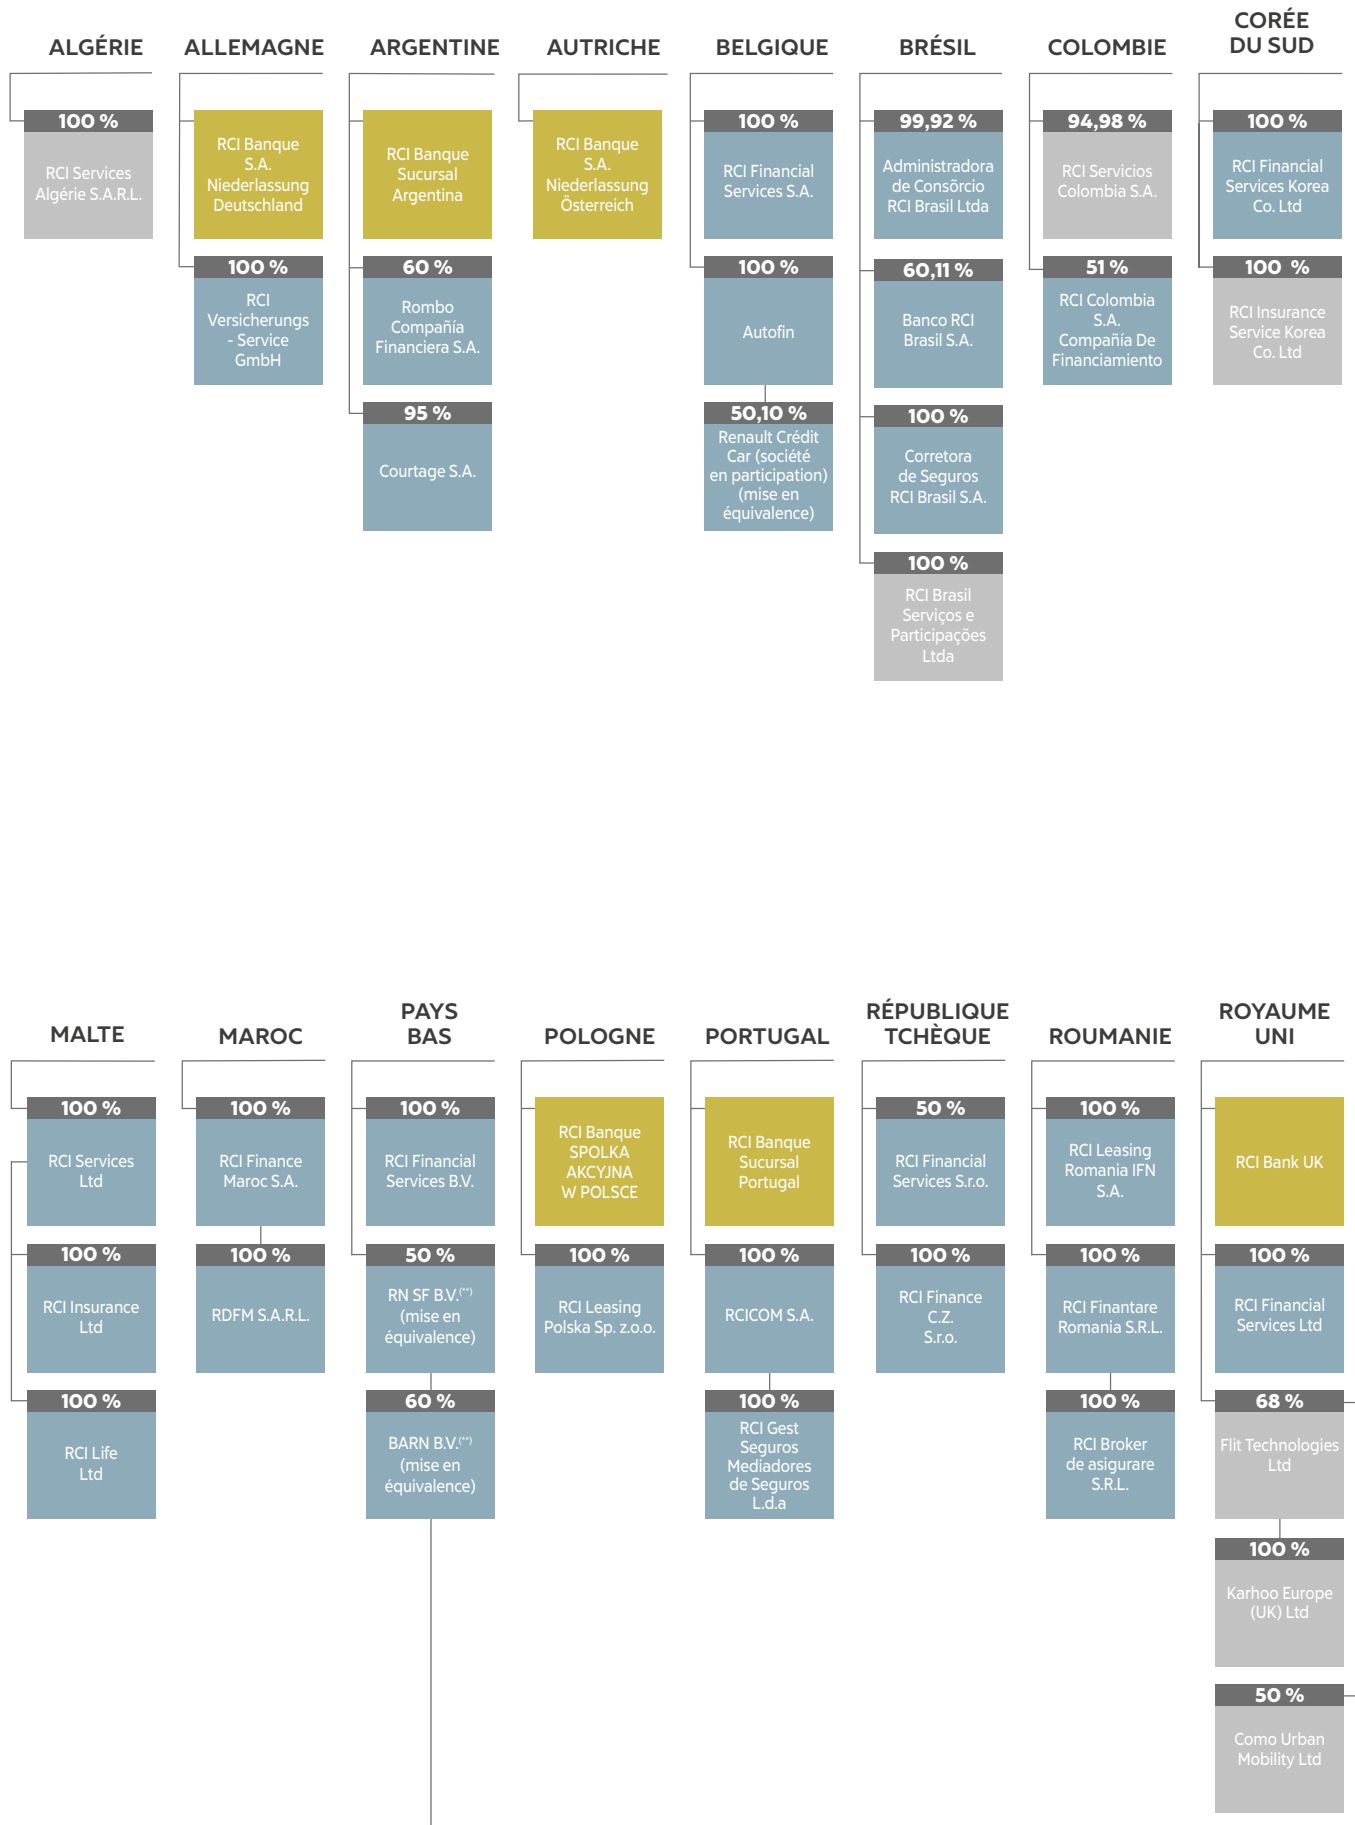 ALGÉRIE
100 %
RCI Services
Algérie S.A.R.L.
ALLEMAGNE
RCI Banque
S.A.
Niederlassung
Deutschland
100 %
RCI
Versicherungs
- Service
GmbH
ARGENTINE
RCI Banque
Sucursal
Argentina
60 %
Rombo
Compañía
Financiera S.A.
95 %
Courtage S.A.
AUTRICHE
RCI Banque
S.A.
Niederlassung
Österreich
BELGIQUE
100 %
RCI Financial
Services S.A.
100 %
Autofin
50,10 %
Renault Crédit
Car (société
en participation)
(mise en
équivalence)
BRÉSIL
99,92 %
Administradora
de Consõrcio
RCI Brasil Ltda
60,11 %
Banco RCI
Brasil S.A.
100 %
Corretora
de Seguros
RCI Brasil S.A.
100 %
RCI Brasil
Serviços e
Participações
Ltda
COLOMBIE
94,98 %
RCI Servicios
Colombia S.A.
51 %
RCI Colombia
S.A.
Compañía De
Financiamiento
CORÉE
DU SUD
100 %
RCI Financial
Services Korea
Co. Ltd
100 %
RCI Insurance
Service Korea
Co. Ltd
MALTE
100 %
RCI Services
Ltd
100 %
RCI Insurance
Ltd
100 %
RCI Life
Ltd
MAROC
100 %
RCI Finance
Maroc S.A.
100 %
RDFM S.A.R.L.
PAYS
BAS
100 %
RCI Financial
Services B.V.
50 %
RN SF B.V.(**)
(mise en
équivalence)
60 %
BARN B.V.(**)
(mise en
équivalence)
POLOGNE
RCI Banque
SPOLKA
AKCYJNA
W POLSCE
100 %
RCI Leasing
Polska Sp. z.o.o.
PORTUGAL
RCI Banque
Sucursal
Portugal
100 %
RCICOM S.A.
100 %
RCI Gest
Seguros
Mediadores
de Seguros
L.d.a
RÉPUBLIQUE
TCHÈQUE
50 %
RCI Financial
Services S.r.o.
100 %
RCI Finance
C.Z.
S.r.o.
ROUMANIE
100 %
RCI Leasing
Romania IFN
S.A.
100 %
RCI Finantare
Romania S.R.L.
100 %
RCI Broker
de asigurare
S.R.L.
ROYAUME
UNI
RCI Bank UK
100 %
RCI Financial
Services Ltd
68 %
Flit Technologies
Ltd
100 %
Karhoo Europe
(UK) Ltd
50 %
Como Urban
Mobility Ltd